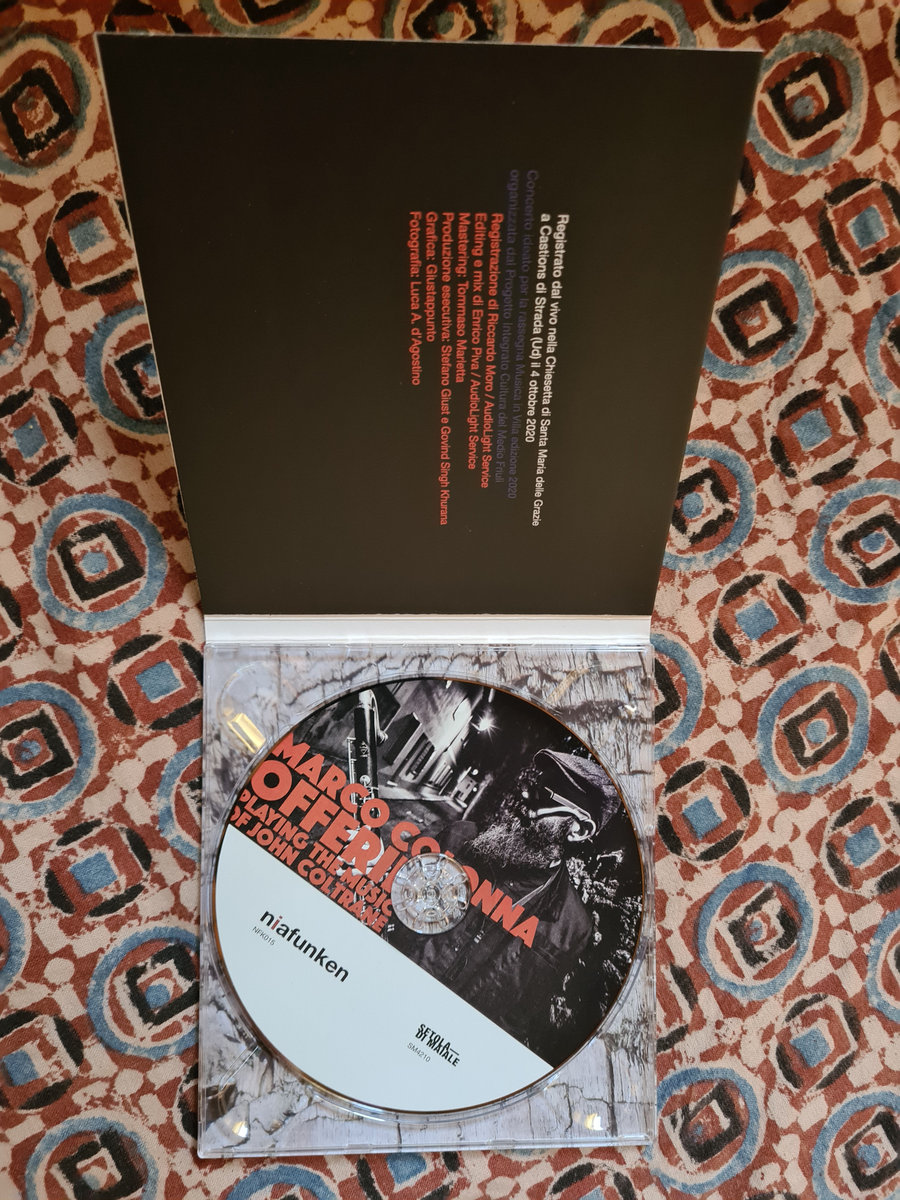 Registrato dal vivo nella Chiesetta di Santa Maria delle Grazie
a Castions di Strada (Ud) il 4 ottobre 2020
Concerto ideato per la rassegna Musica in Villa edizione 2020
organizzata dal Progetto Integrato Cultura del Medio Friuli
Registrazione di Riccardo Moro / AudioLight Service
Editing e mix di Enrico Piva / AudioLight Service
Mastering: Tommaso Marletta
Produzione esecutiva: Stefano Giust e Govind Singh Khurana
Grafica: Giustappunto
Fotografia: Luca A. d'Agostino
MARCO COLONNA
OFFERING
PLAYING THE MUSIC
OF JOHN COLTRANE
niafunken
NFK015
SETOLA
DI MAIALE
SM4210